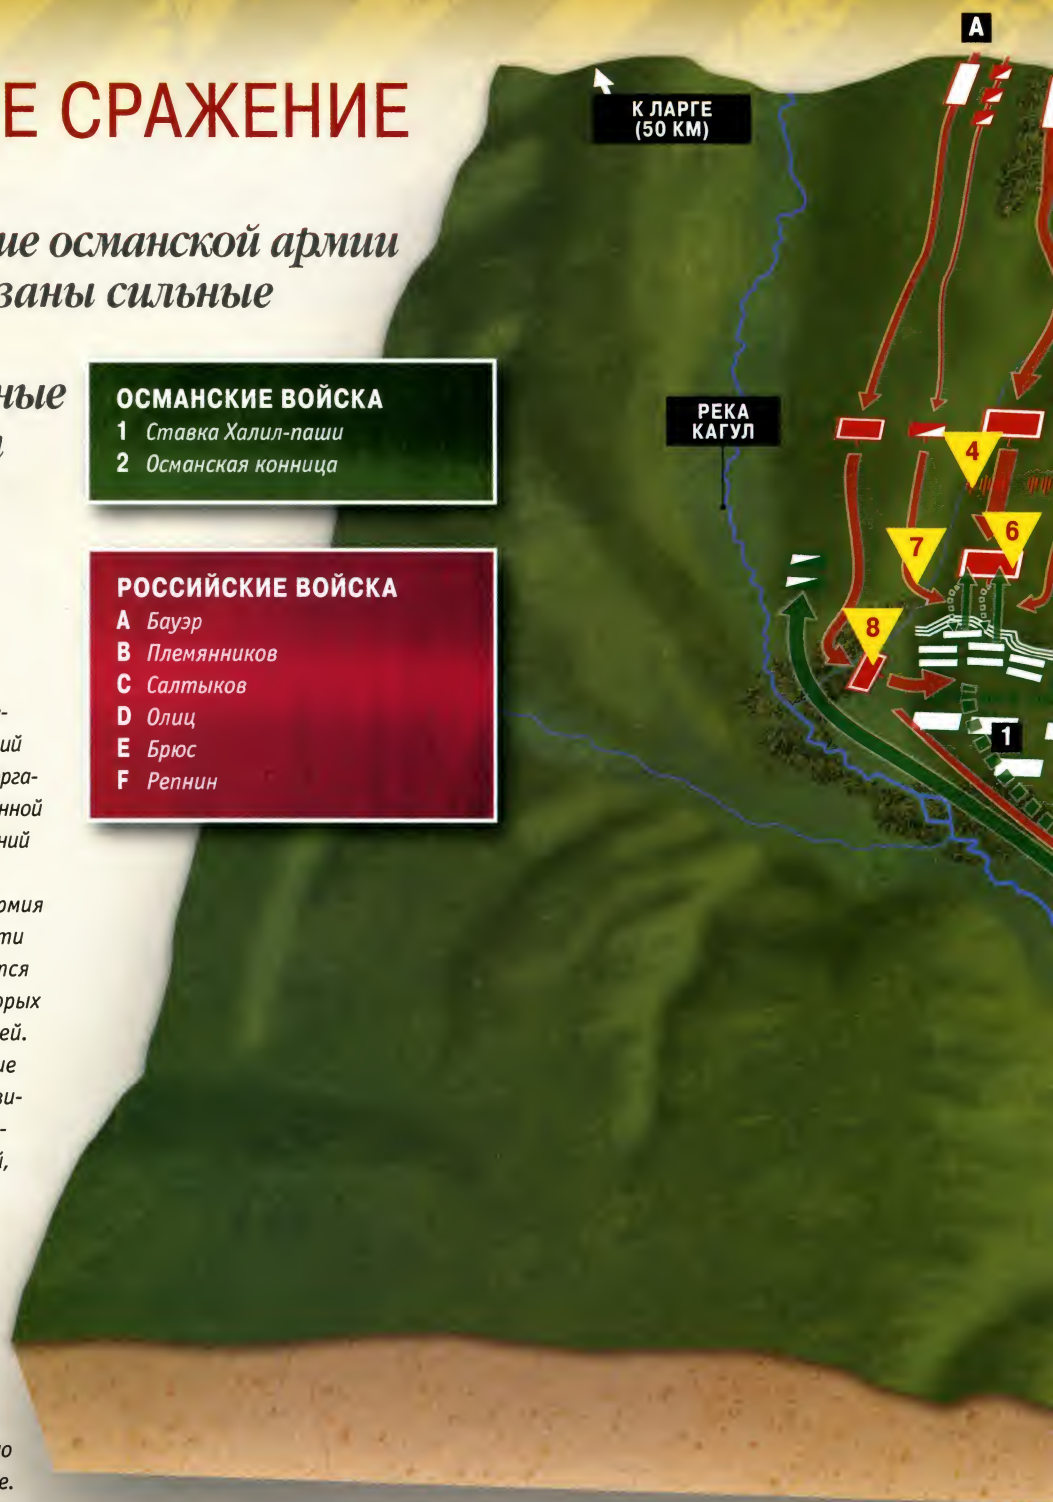 Е СРАЖЕНИЕ
ие османской армии
заны сильные
ные
ОСМАНСКИЕ ВОЙСКА
1 Ставка Халил-паши
2 Османская конница
РОССИЙСКИЕ ВОЙСКА
A Бауэр
B Племянников
C Салтыков
D Олиц
E Брюс
F Репнин
ий
рга-
нной
ний
рмия
ти
тся
орых
ей.
ие
ви-
-
й,
ю
е.
A
К ЛАРГЕ
(50 КМ)
РЕКА
КАГУЛ
4
6
7
8
1